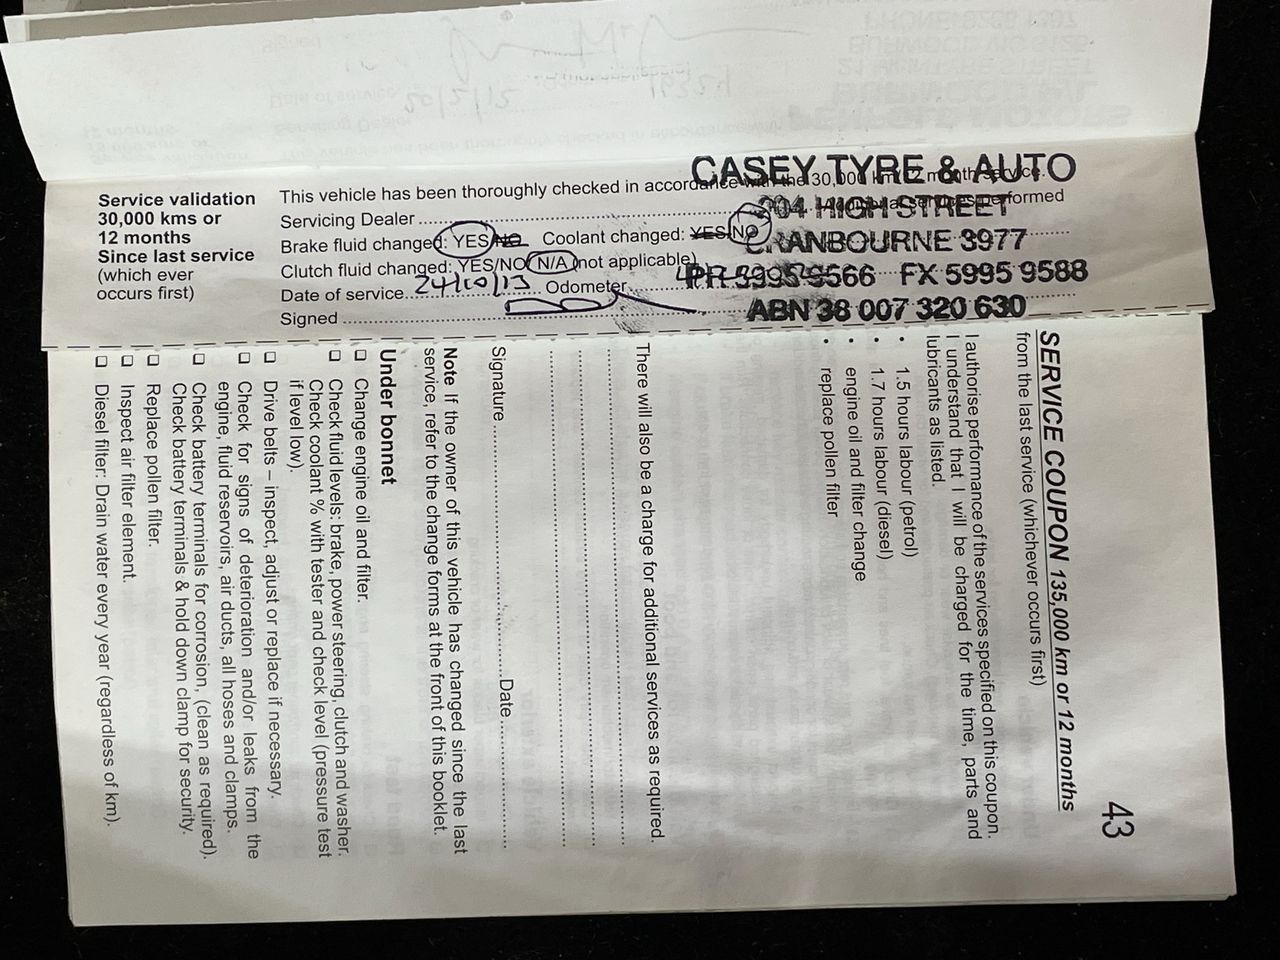 Service validation
30,000 kms or
12 months
Since last service
(which ever
occurs first)
This vehicle has been thoroughly checked in accordance with the 30,000 km/12 month service.
Servicing Dealer
performed
Brake fluid changed: YES/NO Coolant changed: YES/NO
Clutch fluid changed: YES/NO N/A (not applicable)
Date of service 24/10/13 Odometer
Signed
CASEY TYRE & AUTO
304 HIGH STREET
CRANBOURNE 3977
PH 5995 9566 FX 5995 9588
ABN 38 007 320 630
43
SERVICE COUPON 135,000 km or 12 months
from the last service (whichever occurs first)
I authorise performance of the services specified on this coupon.
I understand that I will be charged for the time, parts and
lubricants as listed.
• 1.5 hours labour (petrol)
• 1.7 hours labour (diesel)
• engine oil and filter change
• replace pollen filter
There will also be a charge for additional services as required.
Signature Date
Note If the owner of this vehicle has changed since the last
service, refer to the change forms at the front of this booklet.
Under bonnet
❑ Change engine oil and filter.
❑ Check fluid levels: brake, power steering, clutch and washer.
Check coolant % with tester and check level (pressure test
if level low).
❑ Drive belts – inspect, adjust or replace if necessary.
❑ Check for signs of deterioration and/or leaks from the
engine, fluid reservoirs, air ducts, all hoses and clamps.
❑ Check battery terminals for corrosion, (clean as required).
Check battery terminals & hold down clamp for security.
❑ Replace pollen filter.
❑ Inspect air filter element.
❑ Diesel filter: Drain water every year (regardless of km).